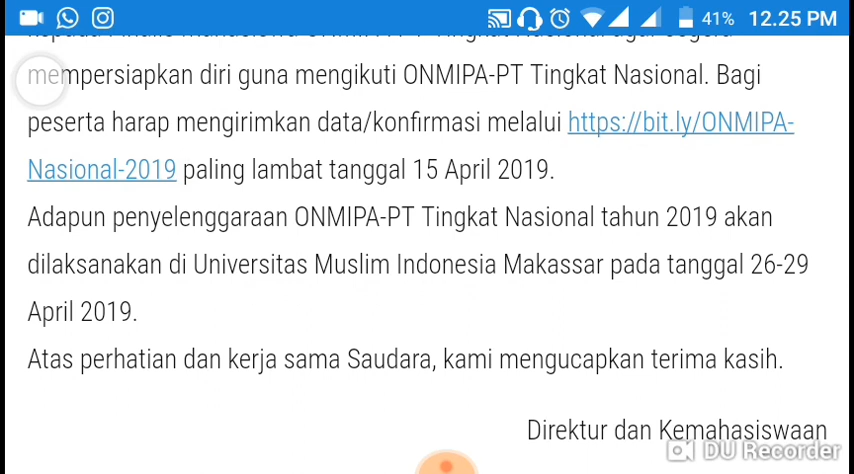 41% 12.25 PM
mempersiapkan diri guna mengikuti ONMIPA-PT Tingkat Nasional. Bagi
peserta harap mengirimkan data/konfirmasi melalui https://bit.ly/ONMIPA-
Nasional-2019 paling lambat tanggal 15 April 2019.
Adapun penyelenggaraan ONMIPA-PT Tingkat Nasional tahun 2019 akan
dilaksanakan di Universitas Muslim Indonesia Makassar pada tanggal 26-29
April 2019.
Atas perhatian dan kerja sama Saudara, kami mengucapkan terima kasih.
Direktur dan Kemahasiswaan
DU Recorder